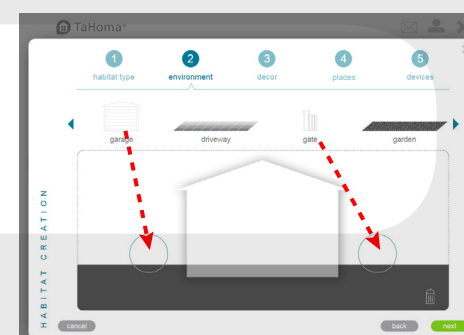 TaHoma®
1 2 3 4 5
habitat type environment decor places devices
garage driveway gate garden
HABITAT CREATION
cancel back next